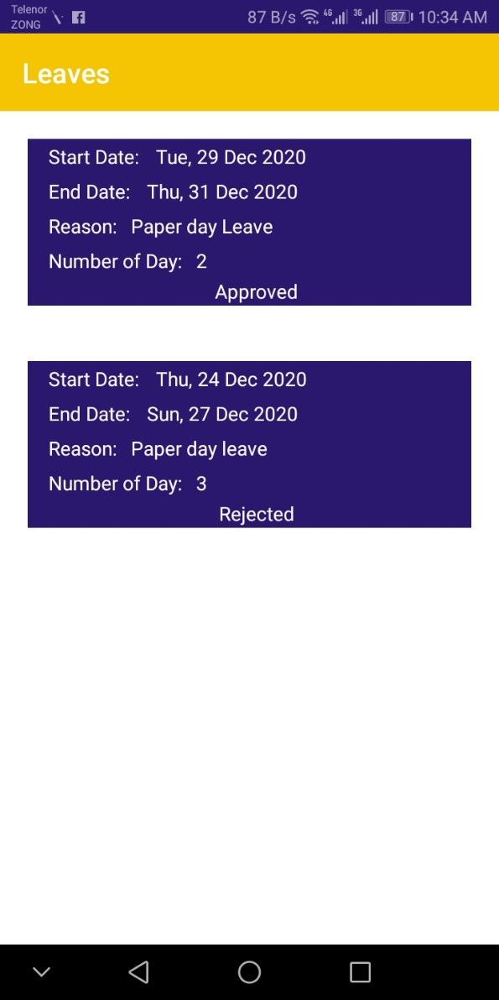 Telenor
ZONG
87 B/s 4G 3G 87 10:34 AM
Leaves
Start Date: Tue, 29 Dec 2020
End Date: Thu, 31 Dec 2020
Reason: Paper day Leave
Number of Day: 2
Approved
Start Date: Thu, 24 Dec 2020
End Date: Sun, 27 Dec 2020
Reason: Paper day leave
Number of Day: 3
Rejected